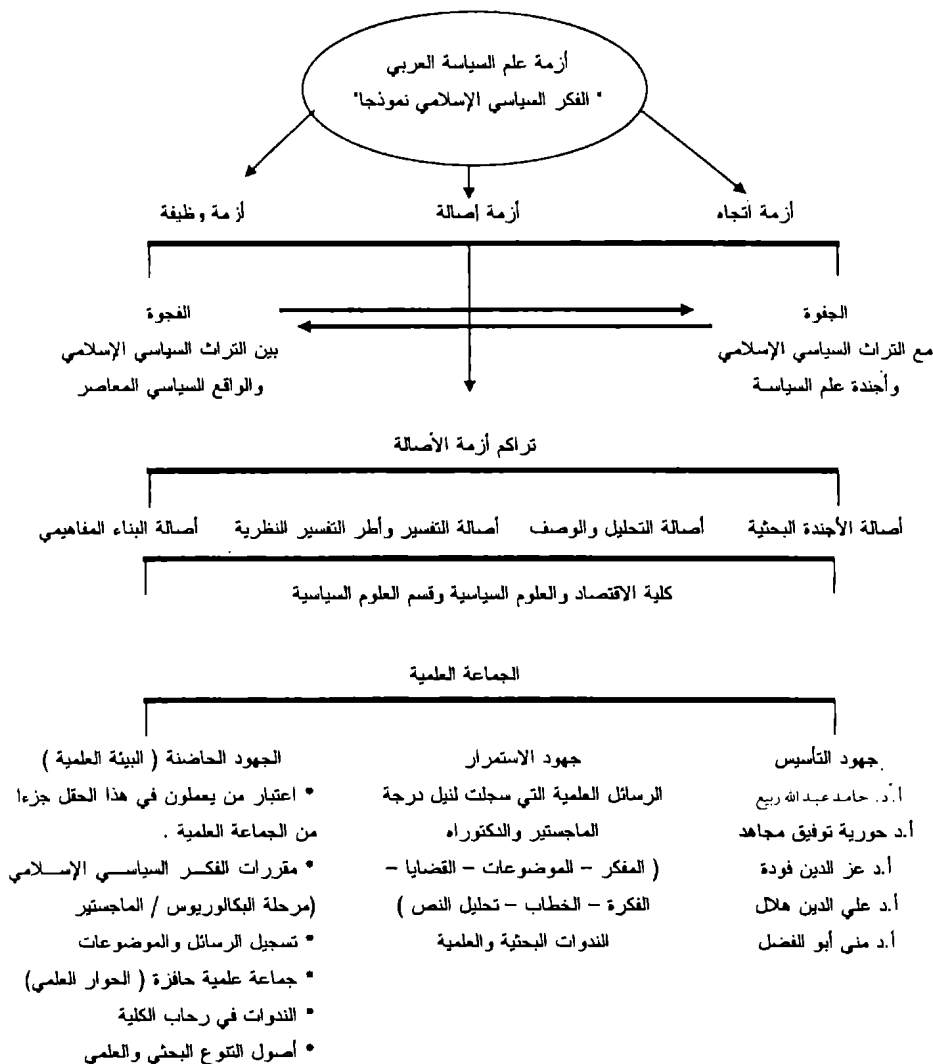 أزمة علم السياسة العربي
" الفكر السياسي الإسلامي نموذجا"
أزمة اتجاه
أزمة إصالة
أزمة وظيفة
الجفوة
مع التراث السياسي الإسلامي
وأجندة علم السياسة
الفجوة
بين التراث السياسي الإسلامي
والواقع السياسي المعاصر
تراكم أزمة الأصالة
أصالة الأجندة البحثية
أصالة التحليل والوصف
أصالة التفسير وأطر التفسير النظرية
أصالة البناء المفاهيمي
كلية الاقتصاد والعلوم السياسية وقسم العلوم السياسية
الجماعة العلمية
جهود التأسيس
أ.د. حامد عبد الله ربيع
أ.د حورية توفيق مجاهد
أ.د عز الدين فودة
أ.د علي الدين هلال
أ.د منى أبو الفضل
جهود الاستمرار
الرسائل العلمية التي سجلت لنيل درجة
الماجستير والدكتوراه
( المفكر – الموضوعات – القضايا –
الفكرة – الخطاب – تحليل النص )
الندوات البحثية والعلمية
الجهود الحاضنة ( البيئة العلمية )
• اعتبار من يعملون في هذا الحقل جزءا
من الجماعة العلمية .
• مقررات الفكر السياسي الإسلامي
(مرحلة البكالوريوس / الماجستير
• تسجيل الرسائل والموضوعات
• جماعة علمية حافزة ( الحوار العلمي)
• الندوات في رحاب الكلية
• أصول التنوع البحثي والعلمي